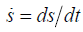 ṡ = ds/dt